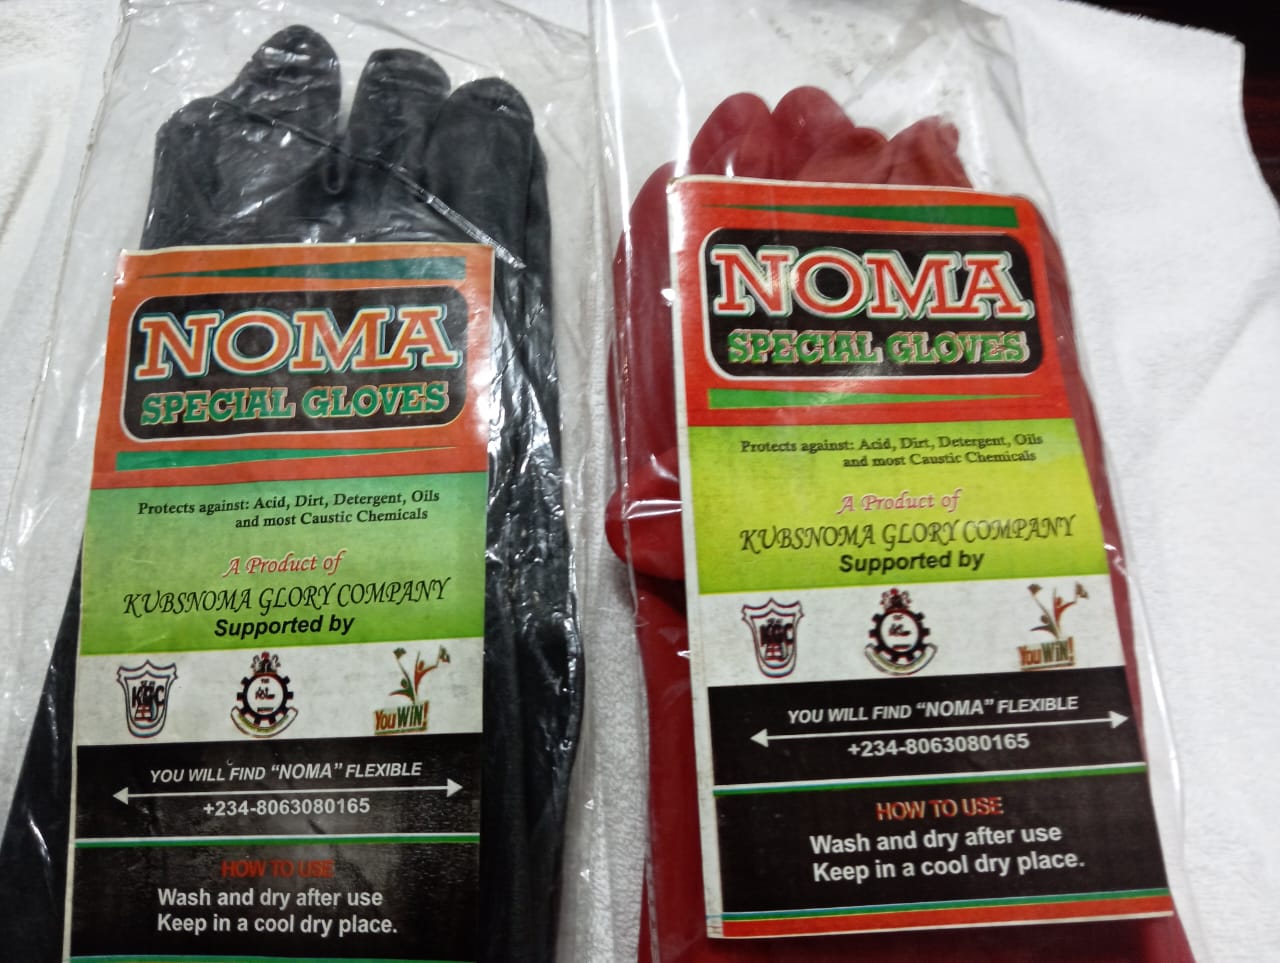 NOMA
SPECIAL GLOVES
Protects against: Acid, Dirt, Detergent, Oils
and most Caustic Chemicals
A Product of
KUBSNOMA GLORY COMPANY
Supported by
KGC
YouWiN!
YOU WILL FIND “NOMA” FLEXIBLE
+234-8063080165
HOW TO USE
Wash and dry after use
Keep in a cool dry place.
NOMA
SPECIAL GLOVES
Protects against: Acid, Dirt, Detergent, Oils
and most Caustic Chemicals
A Product of
KUBSNOMA GLORY COMPANY
Supported by
KGC
YouWiN!
YOU WILL FIND “NOMA” FLEXIBLE
+234-8063080165
HOW TO USE
Wash and dry after use
Keep in a cool dry place.